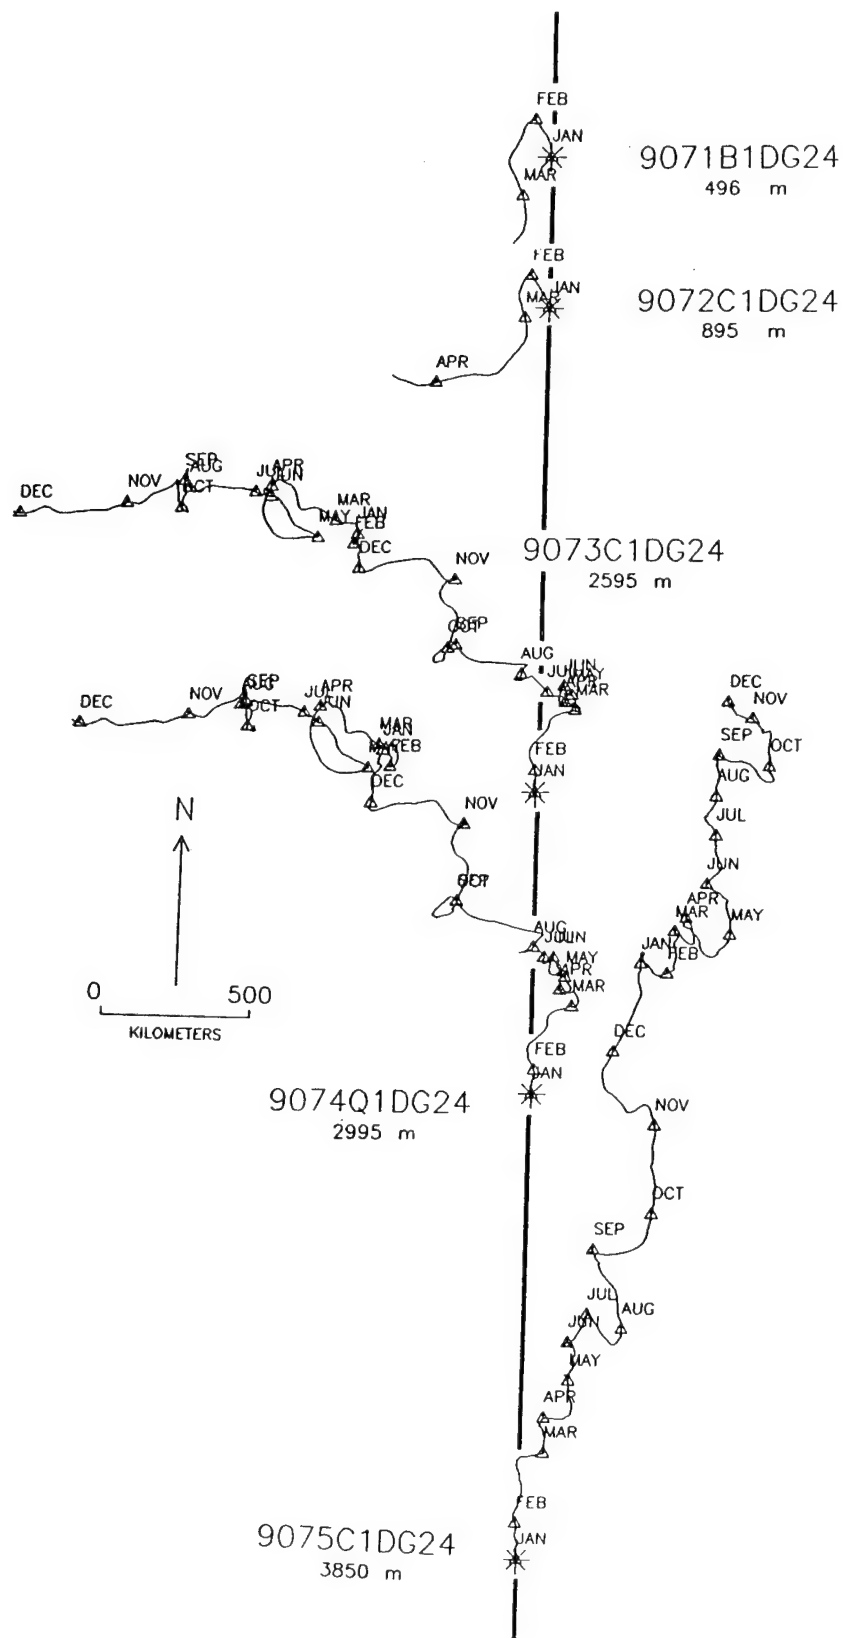 FEB
JAN
9071B1DG24
496 m
MAR
FEB
JAN
MAR
9072C1DG24
895 m
APR
SEP
AUG
JUL
APR
JUN
DEC
NOV
OCT
MAR
MAY
JAN
FEB
DEC
9073C1DG24
2595 m
NOV
SEP
OCT
AUG
JUN
JUL
MAY
APR
MAR
SEP
AUG
OCT
JUL
APR
JUN
DEC
NOV
DEC
NOV
MAR
JAN
MAY
FEB
DEC
FEB
JAN
SEP
OCT
AUG
N
NOV
JUL
JUN
SEP
OCT
APR
MAR
MAY
AUG
JUL
JUN
MAY
APR
MAR
JAN
FEB
0 500
KILOMETERS
FEB
JAN
DEC
9074Q1DG24
2995 m
NOV
OCT
SEP
JUL
AUG
JUN
MAY
APR
MAR
FEB
9075C1DG24
3850 m
JAN